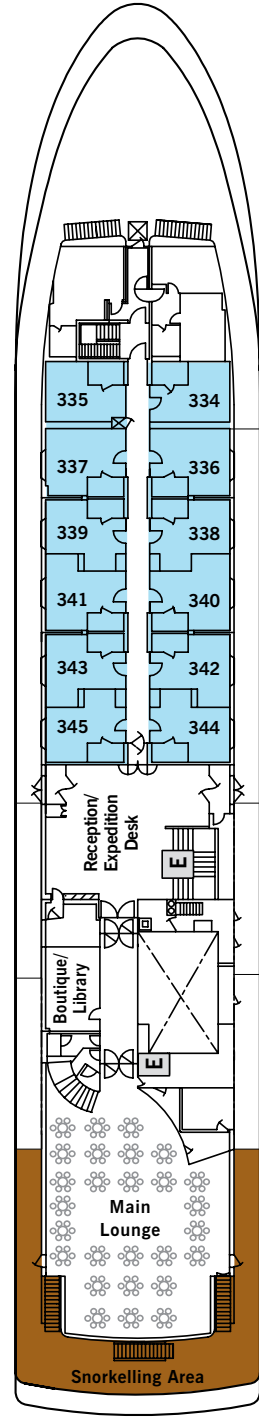 335 334
337 336
339 338
341 340
343 342
345 344
Reception/
Expedition
Desk
E
Boutique/
Library
E
Main
Lounge
Snorkelling Area